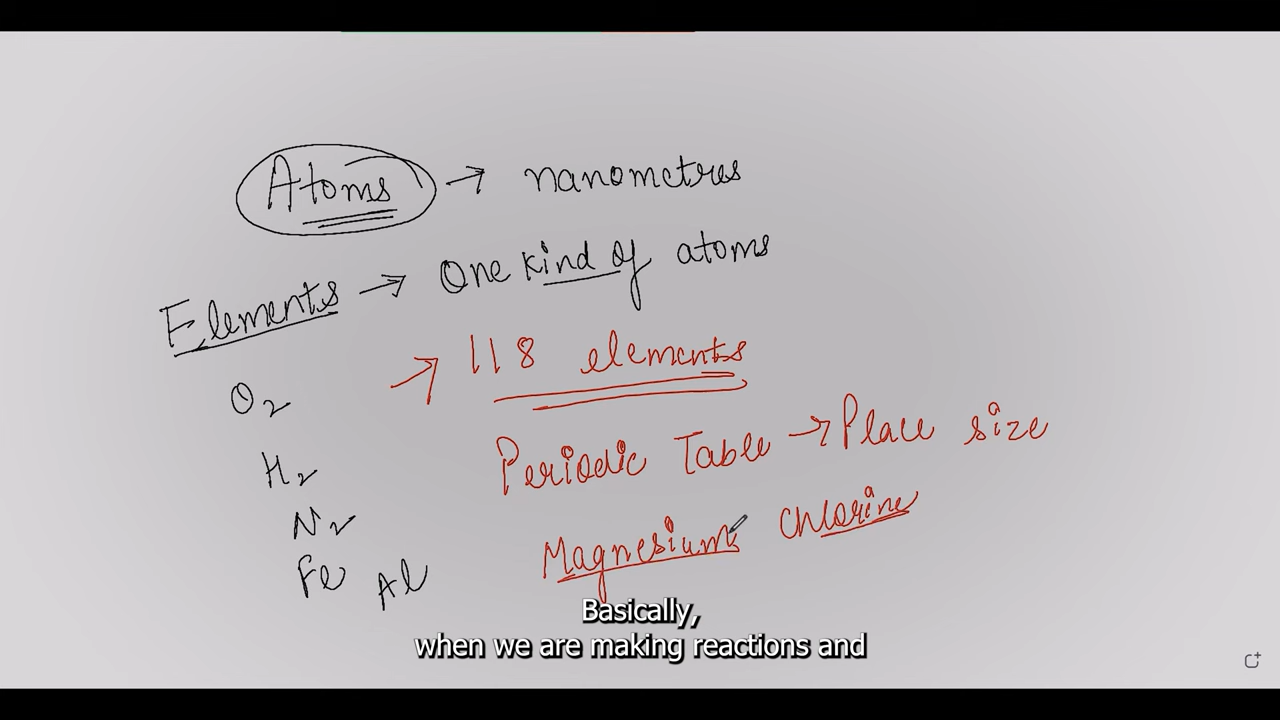 Atoms → nanometres
Elements → One kind of atoms
→ 118 elements
O2
Periodic Table → Place size
H2
N2
Magnesium Chlorine
Fe Al
Basically,
when we are making reactions and